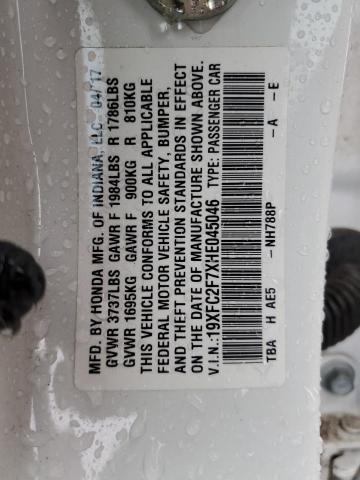 MFD. BY HONDA MFG. OF INDIANA, LLC. 04/17
GVWR 3737LBS GAWR F 1984LBS R 1786LBS
GVWR 1695KG GAWR F 900KG R 810KG
THIS VEHICLE CONFORMS TO ALL APPLICABLE
FEDERAL MOTOR VEHICLE SAFETY, BUMPER,
AND THEFT PREVENTION STANDARDS IN EFFECT
ON THE DATE OF MANUFACTURE SHOWN ABOVE.
V.I.N.: 19XFC2F7XHE045046 TYPE: PASSENGER CAR
TBA H AE5 -NH788P -A -E